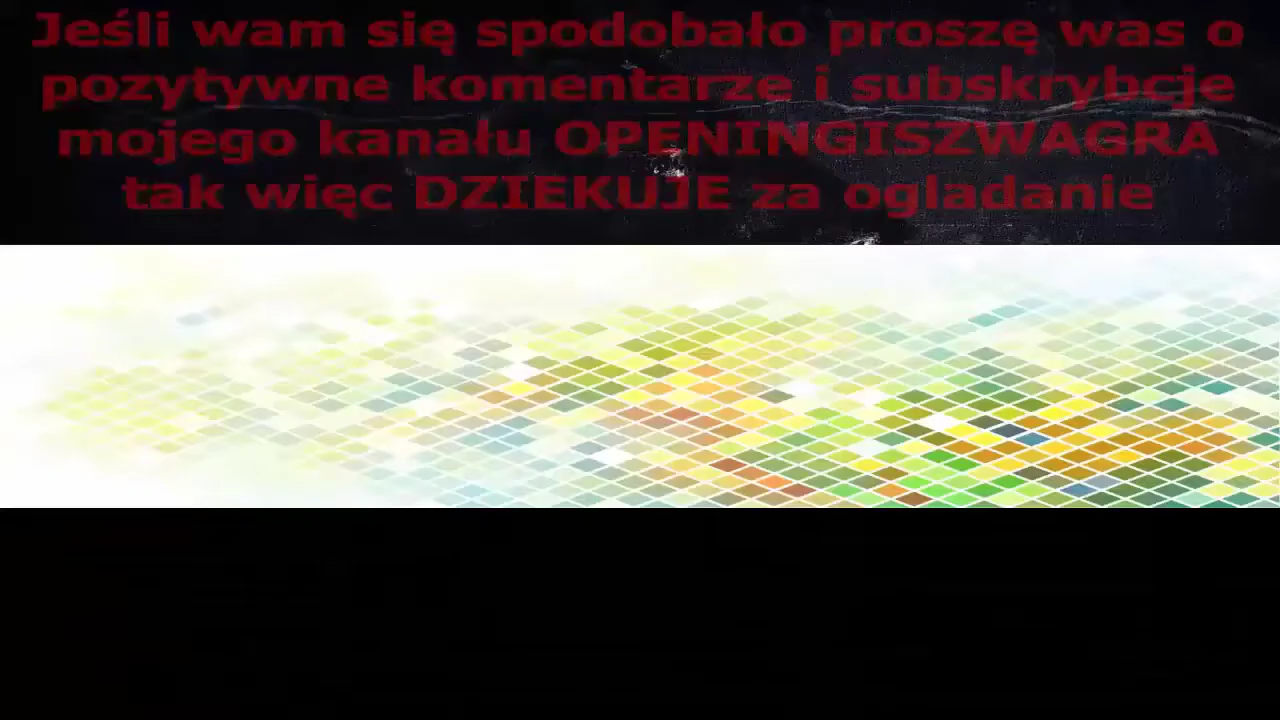 Jeśli wam się spodobało proszę was o
pozytywne komentarze i subskrybcje
mojego kanału OPENINGISZWAGRA
tak więc DZIEKUJE za ogladanie